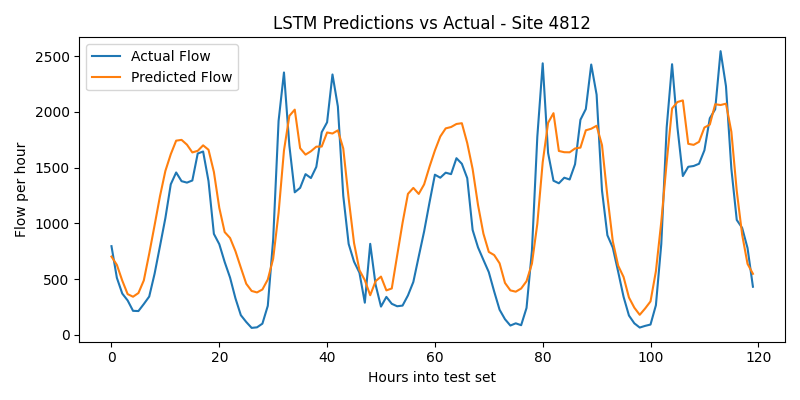 LSTM Predictions vs Actual - Site 4812
Actual Flow
Predicted Flow
Flow per hour
2500
2000
1500
1000
500
0
0 20 40 60 80 100 120
Hours into test set